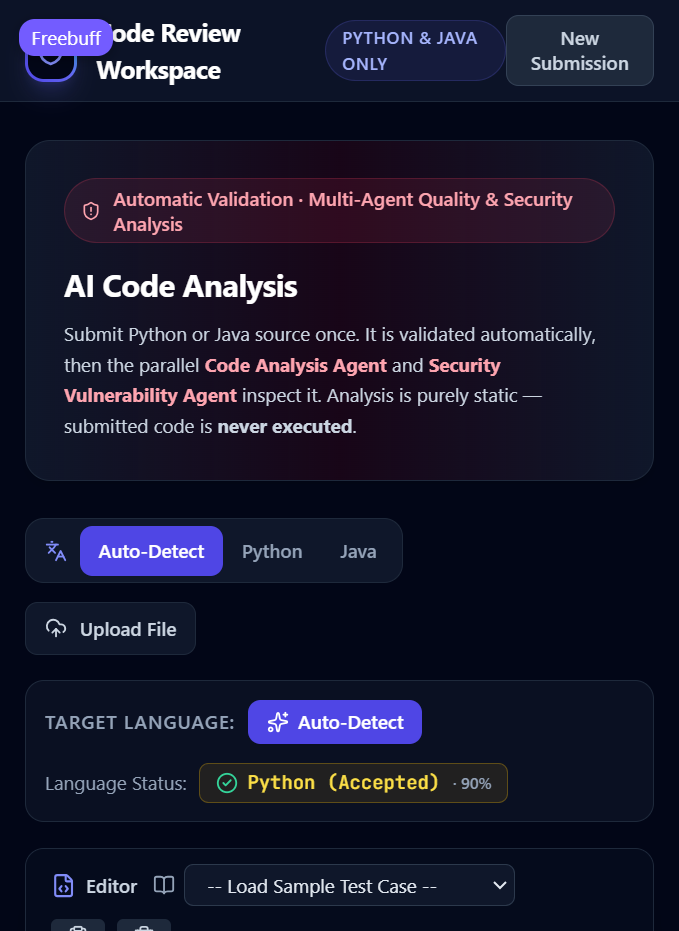 Freebuff
ode Review
Workspace
PYTHON & JAVA
ONLY
New
Submission
Automatic Validation · Multi-Agent Quality & Security
Analysis
AI Code Analysis
Submit Python or Java source once. It is validated automatically,
then the parallel Code Analysis Agent and Security
Vulnerability Agent inspect it. Analysis is purely static —
submitted code is never executed.
Auto-Detect
Python
Java
Upload File
TARGET LANGUAGE:
Auto-Detect
Language Status:
Python (Accepted)
· 90%
Editor
-- Load Sample Test Case --